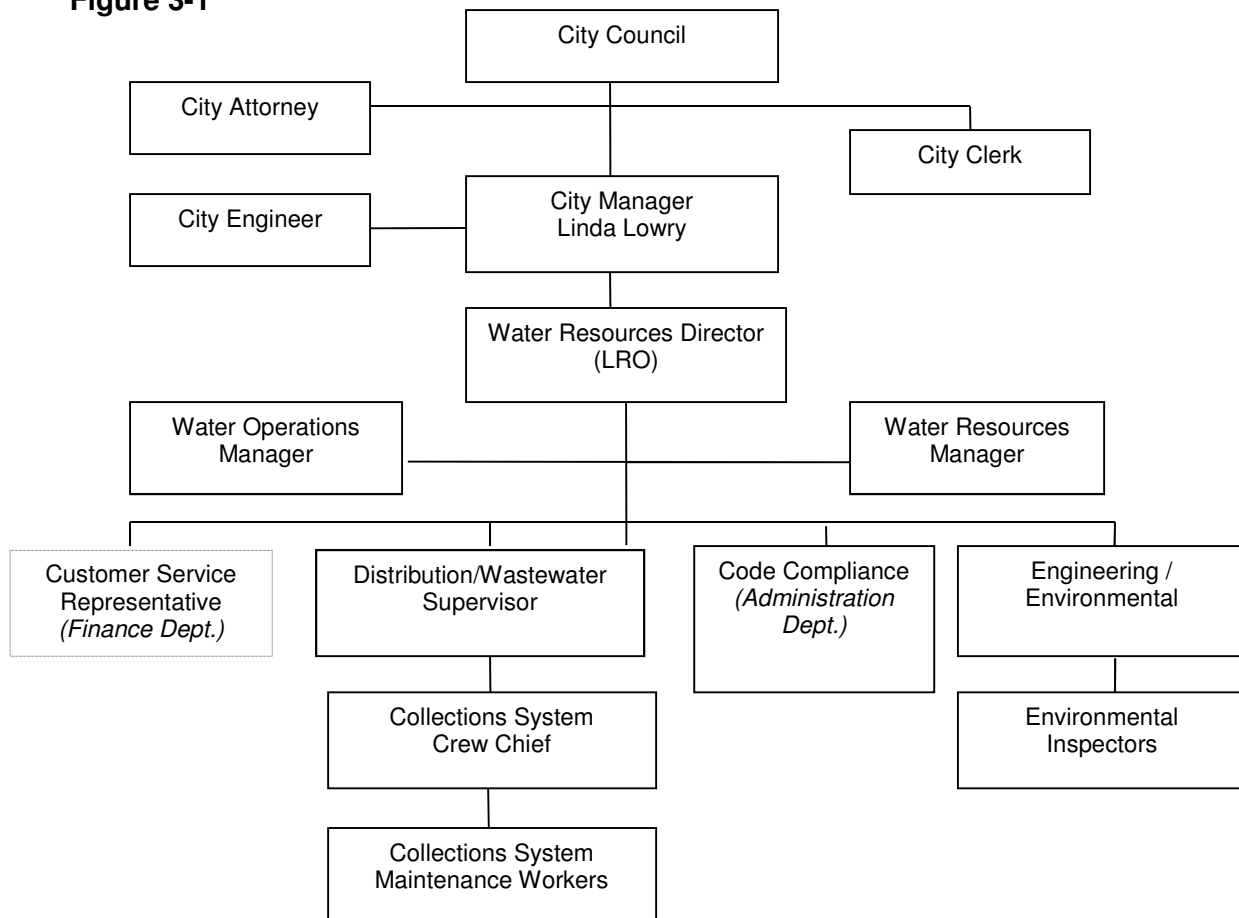 Figure 3-1
City Council
City Attorney
City Clerk
City Engineer
City Manager
Linda Lowry
Water Resources Director
(LRO)
Water Operations
Manager
Water Resources
Manager
Customer Service
Representative
(Finance Dept.)
Distribution/Wastewater
Supervisor
Code Compliance
(Administration
Dept.)
Engineering /
Environmental
Collections System
Crew Chief
Environmental
Inspectors
Collections System
Maintenance Workers